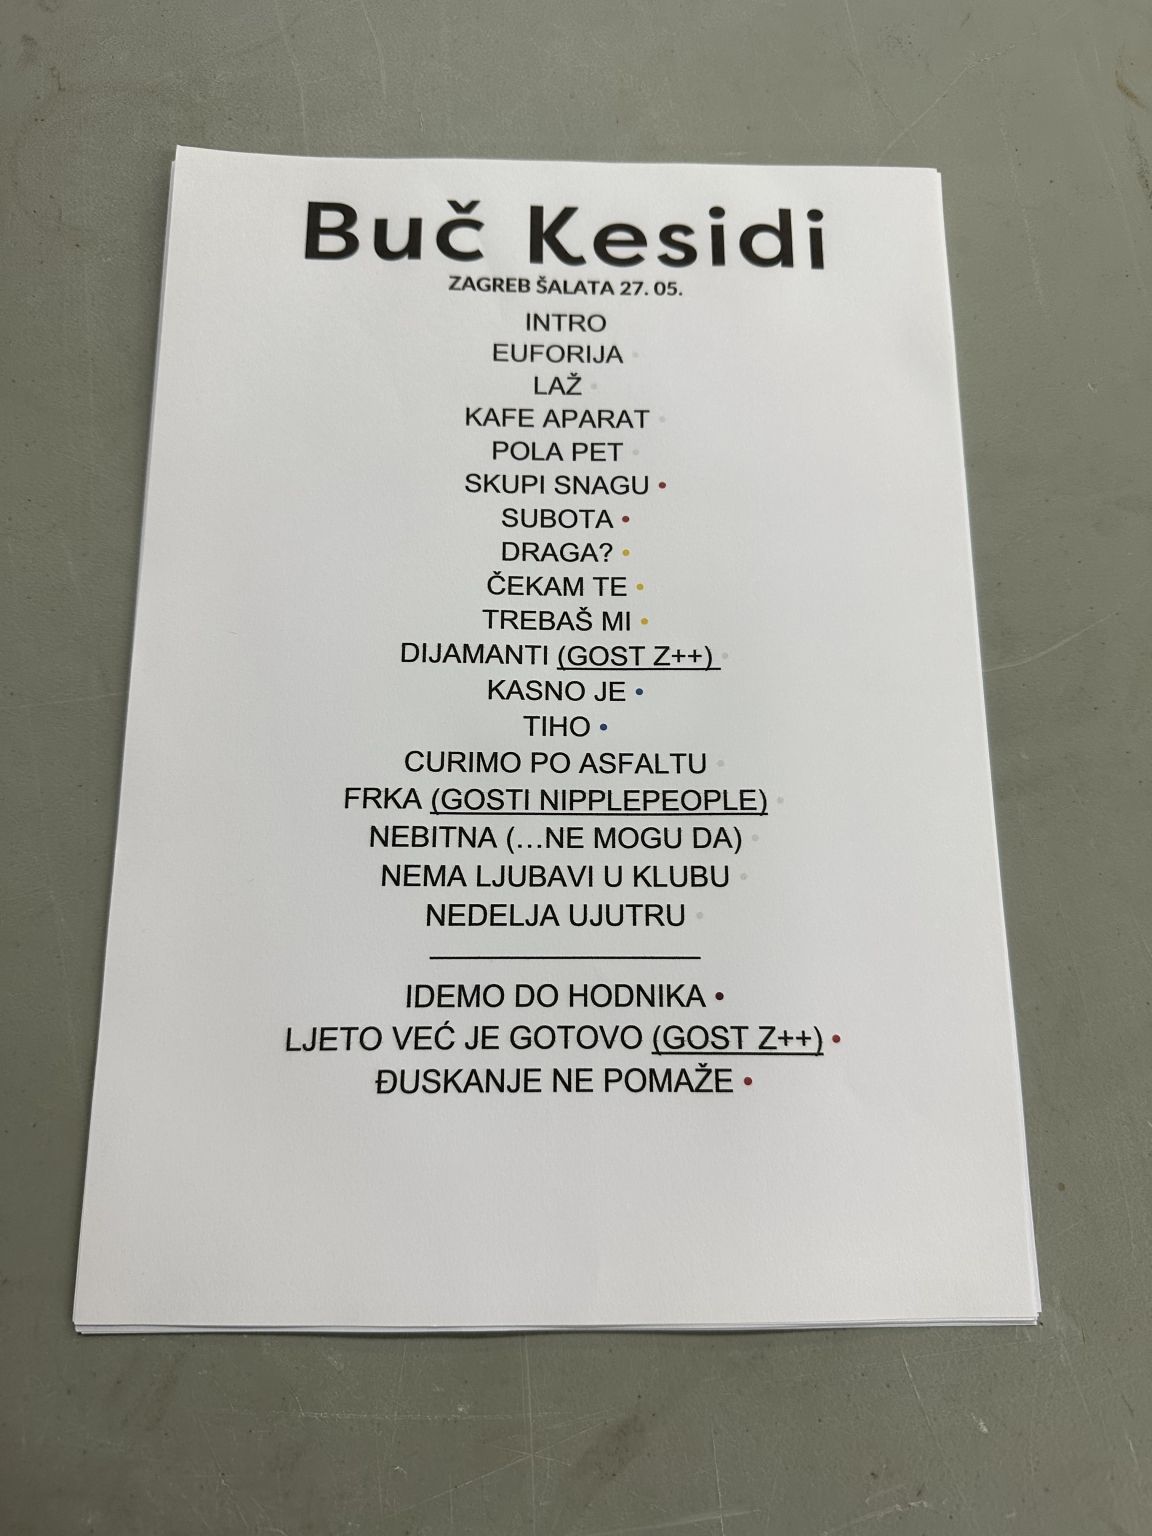 Buč Kesidi
ZAGREB ŠALATA 27. 05.
INTRO
EUFORIJA •
LAŽ •
KAFE APARAT •
POLA PET •
SKUPI SNAGU •
SUBOTA •
DRAGA? •
ČEKAM TE •
TREBAŠ MI •
DIJAMANTI (GOST Z++) •
KASNO JE •
TIHO •
CURIMO PO ASFALTU •
FRKA (GOSTI NIPPLEPEOPLE) •
NEBITNA (...NE MOGU DA) •
NEMA LJUBAVI U KLUBU •
NEDELJA UJUTRU •
IDEMO DO HODNIKA •
LJETO VEĆ JE GOTOVO (GOST Z++) •
ĐUSKANJE NE POMAŽE •